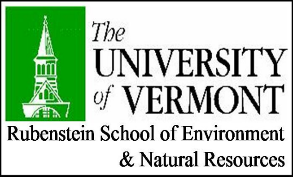 The
UNIVERSITY
of VERMONT
Rubenstein School of Environment
& Natural Resources